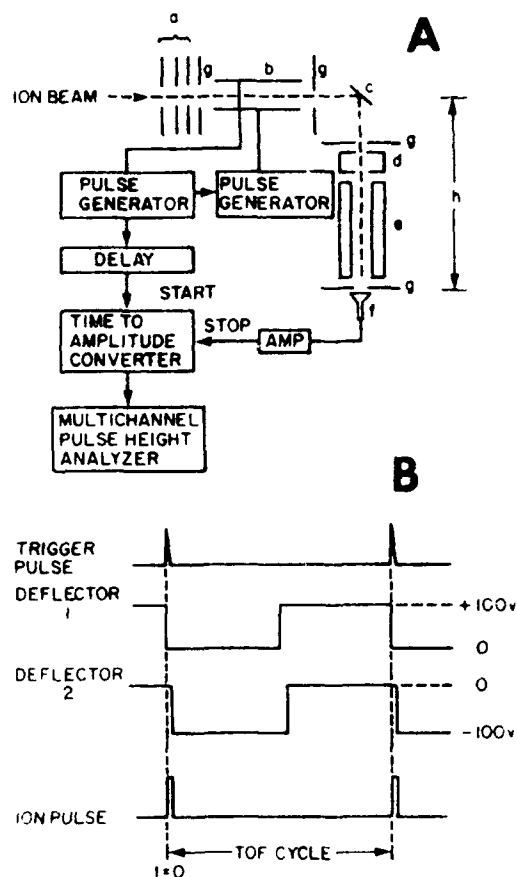 A
a
g
b
g
c
ION BEAM
g
d
PULSE
GENERATOR
PULSE
GENERATOR
e
h
DELAY
START
g
f
TIME TO
AMPLITUDE
CONVERTER
STOP
AMP
MULTICHANNEL
PULSE HEIGHT
ANALYZER
B
TRIGGER
PULSE
DEFLECTOR
1
+100v
0
DEFLECTOR
2
0
-100v
ION PULSE
TOF CYCLE
t=0